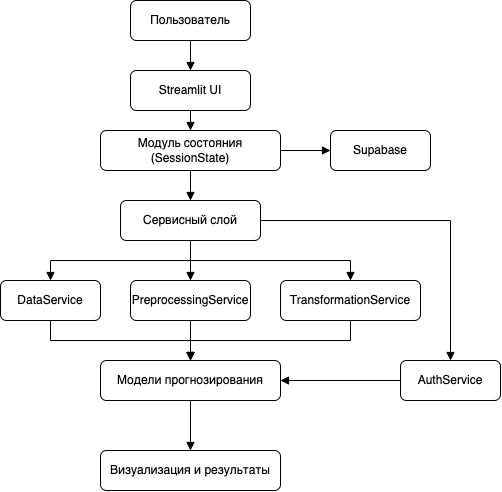 Пользователь
Streamlit UI
Модуль состояния
(SessionState)
Supabase
Сервисный слой
DataService
PreprocessingService
TransformationService
Модели прогнозирования
AuthService
Визуализация и результаты